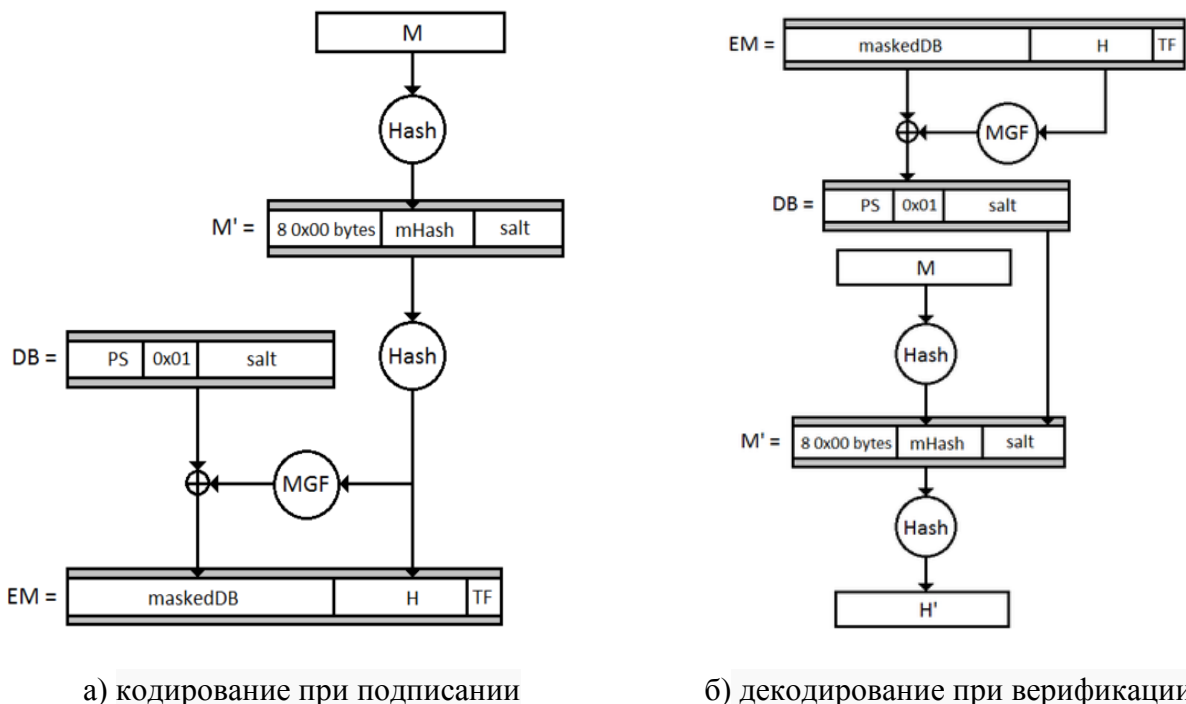 M
Hash
M' = 8 0x00 bytes mHash salt
Hash
DB = PS 0x01 salt
MGF
EM = maskedDB H TF
а) кодирование при подписании
EM = maskedDB H TF
MGF
DB = PS 0x01 salt
M
Hash
M' = 8 0x00 bytes mHash salt
Hash
H'
б) декодирование при верификации